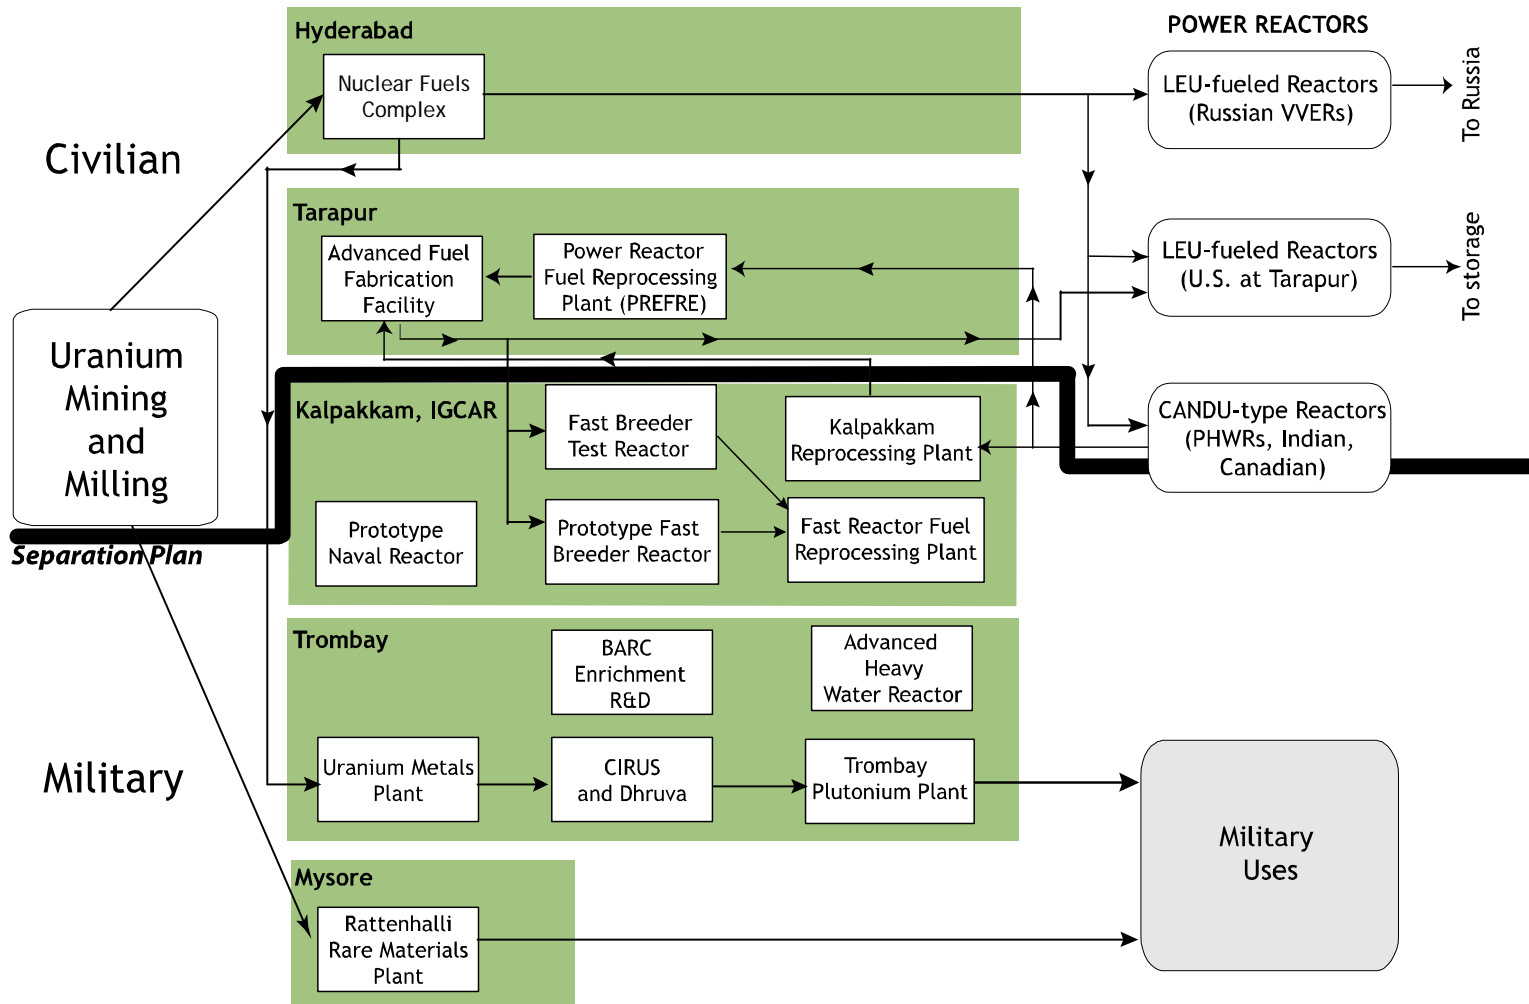 Hyderabad
POWER REACTORS
Nuclear Fuels
Complex
LEU-fueled Reactors
(Russian VVERs)
To Russia
Civilian
Tarapur
Advanced Fuel
Fabrication
Facility
Power Reactor
Fuel Reprocessing
Plant (PREFRE)
LEU-fueled Reactors
(U.S. at Tarapur)
To storage
Uranium
Mining
and
Milling
Separation Plan
Kalpakkam, IGCAR
Fast Breeder
Test Reactor
Kalpakkam
Reprocessing Plant
CANDU-type Reactors
(PHWRs, Indian,
Canadian)
Prototype
Naval Reactor
Prototype Fast
Breeder Reactor
Fast Reactor Fuel
Reprocessing Plant
Trombay
BARC
Enrichment
R&D
Advanced
Heavy
Water Reactor
Military
Uranium Metals
Plant
CIRUS
and Dhruva
Trombay
Plutonium Plant
Military
Uses
Mysore
Rattenhalli
Rare Materials
Plant